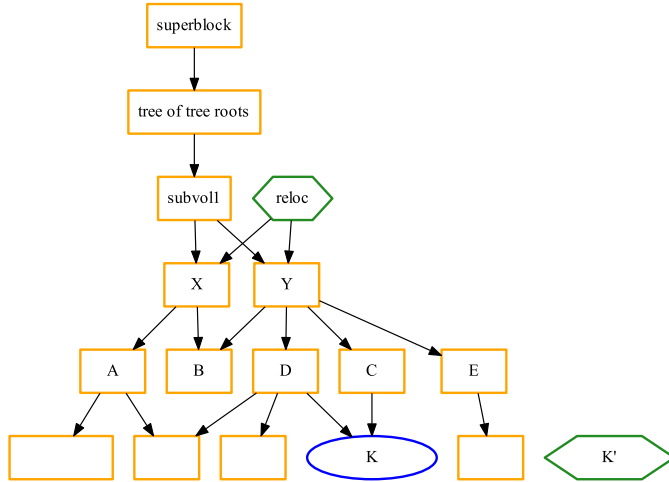 superblock
tree of tree roots
subvol1
reloc
X
Y
A
B
D
C
E
K
K'